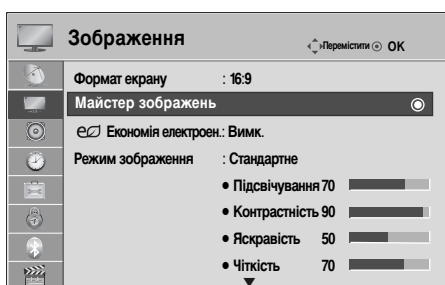 Зображення
Перемістити OK
Формат екрану : 16:9
Майстер зображень
Економія електроен.: Вимк.
Режим зображення : Стандартне
• Підсвічування 70
• Контрастність 90
• Яскравість 50
• Чіткість 70